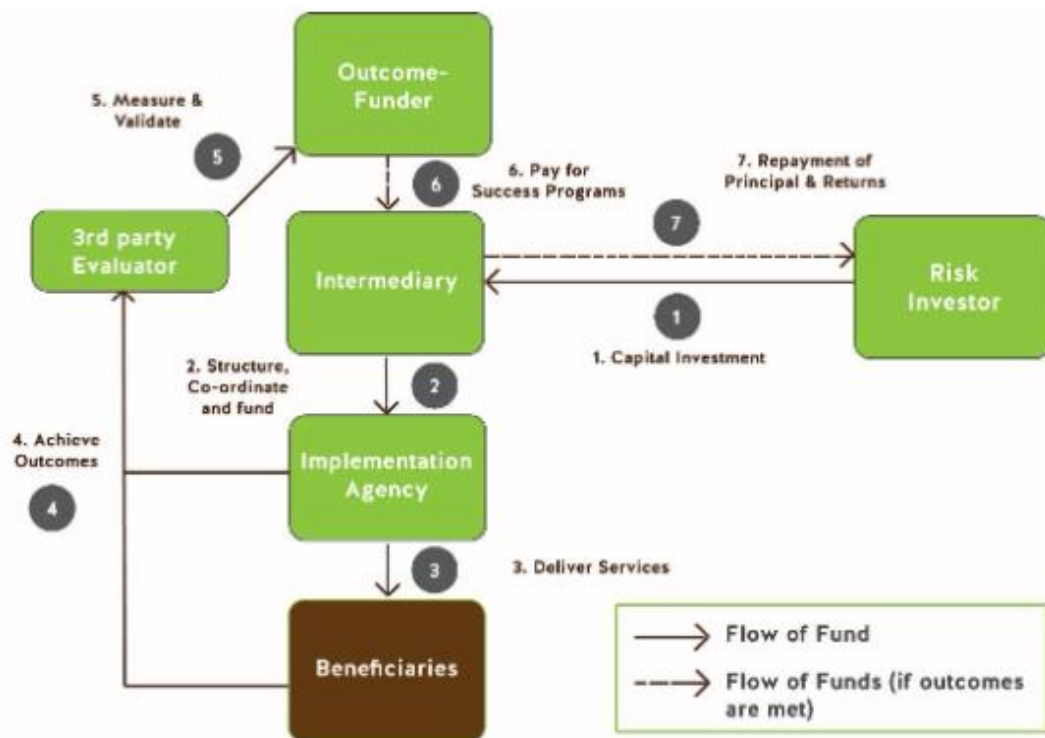 Outcome-
Funder
5. Measure &
Validate
5
6
6. Pay for
Success Programs
7. Repayment of
Principal & Returns
7
3rd party
Evaluator
Intermediary
Risk
Investor
1
1. Capital Investment
2. Structure,
Co-ordinate
and fund
2
4. Achieve
Outcomes
4
Implementation
Agency
3
3. Deliver Services
Beneficiaries
Flow of Fund
Flow of Funds (if outcomes
are met)